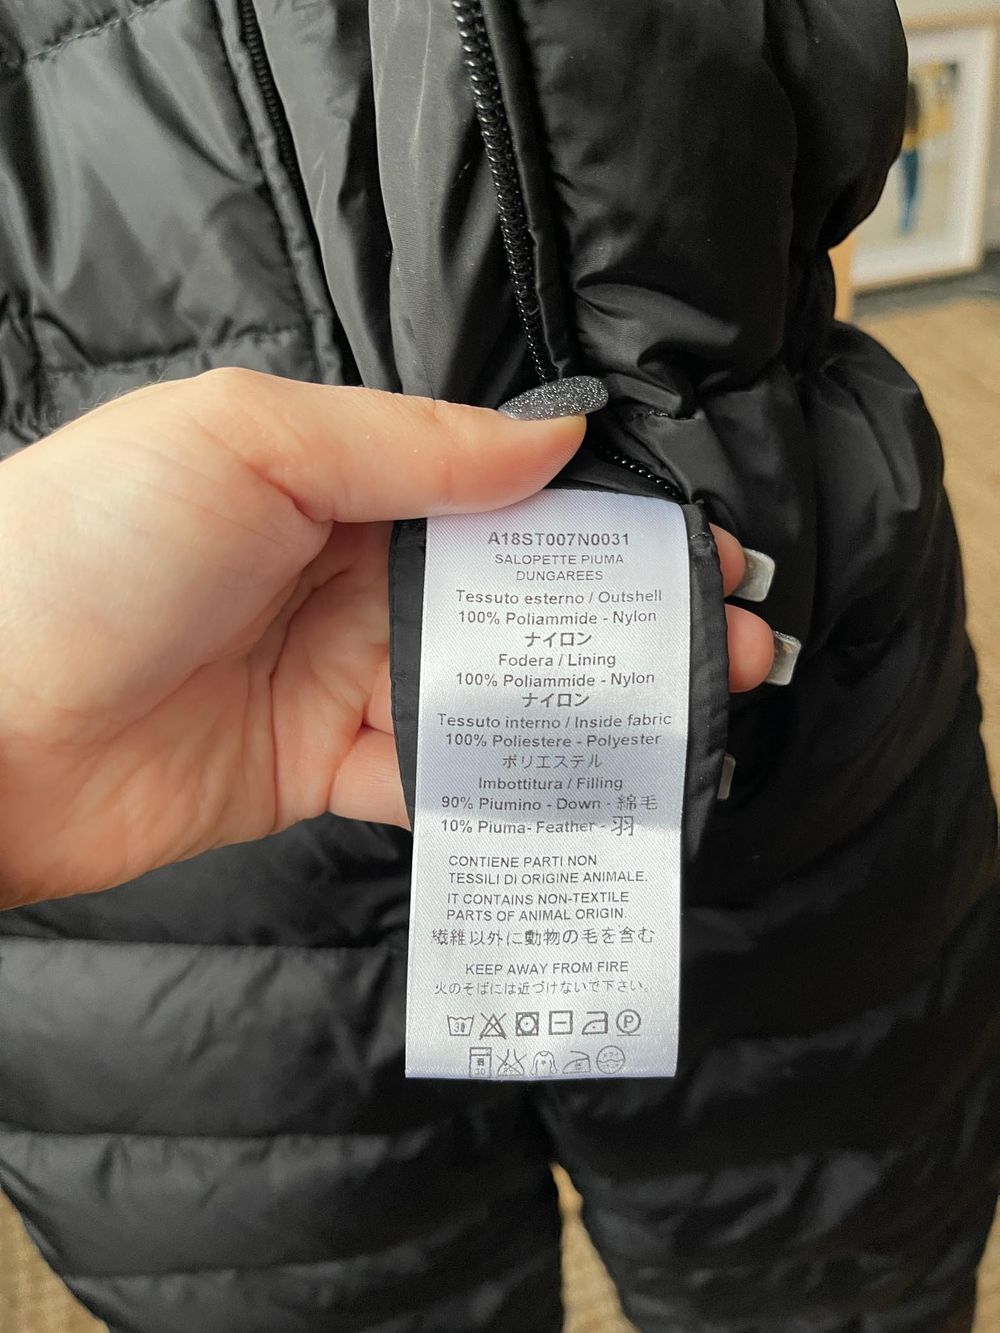 A18ST007N0031
SALOPETTE PIUMA
DUNGAREES
Tessuto esterno / Outshell
100% Poliammide - Nylon
ナイロン
Fodera / Lining
100% Poliammide - Nylon
ナイロン
Tessuto interno / Inside fabric
100% Poliestere - Polyester
ポリエステル
Imbottitura / Filling
90% Piumino - Down - 綿毛
10% Piuma- Feather - 羽
CONTIENE PARTI NON
TESSILI DI ORIGINE ANIMALE.
IT CONTAINS NON-TEXTILE
PARTS OF ANIMAL ORIGIN.
繊維以外に動物の毛を含む
KEEP AWAY FROM FIRE
火のそばには近づけないで下さい。
30 P
30